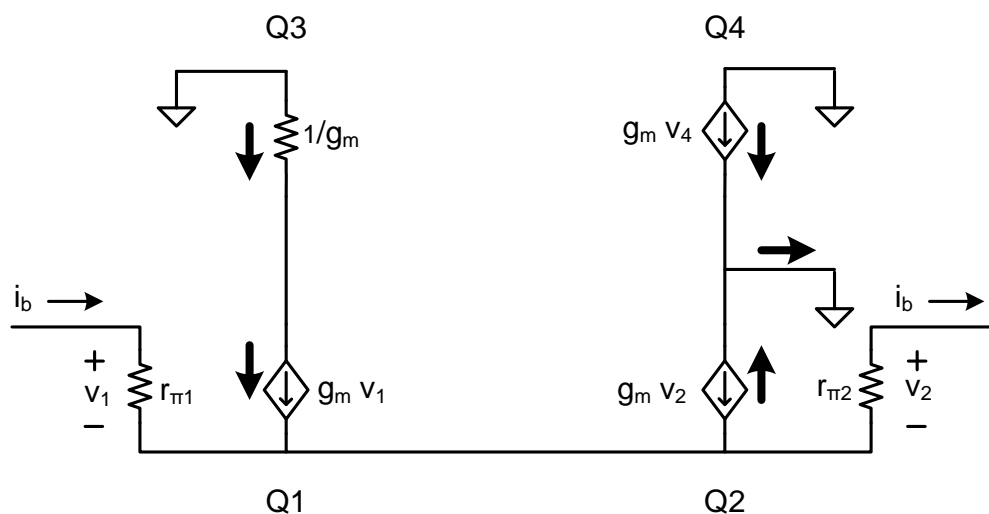 Q3
Q4
1/gm
gm v4
ib
ib
+
v1
−
rπ1
gm v1
gm v2
rπ2
+
v2
−
Q1
Q2